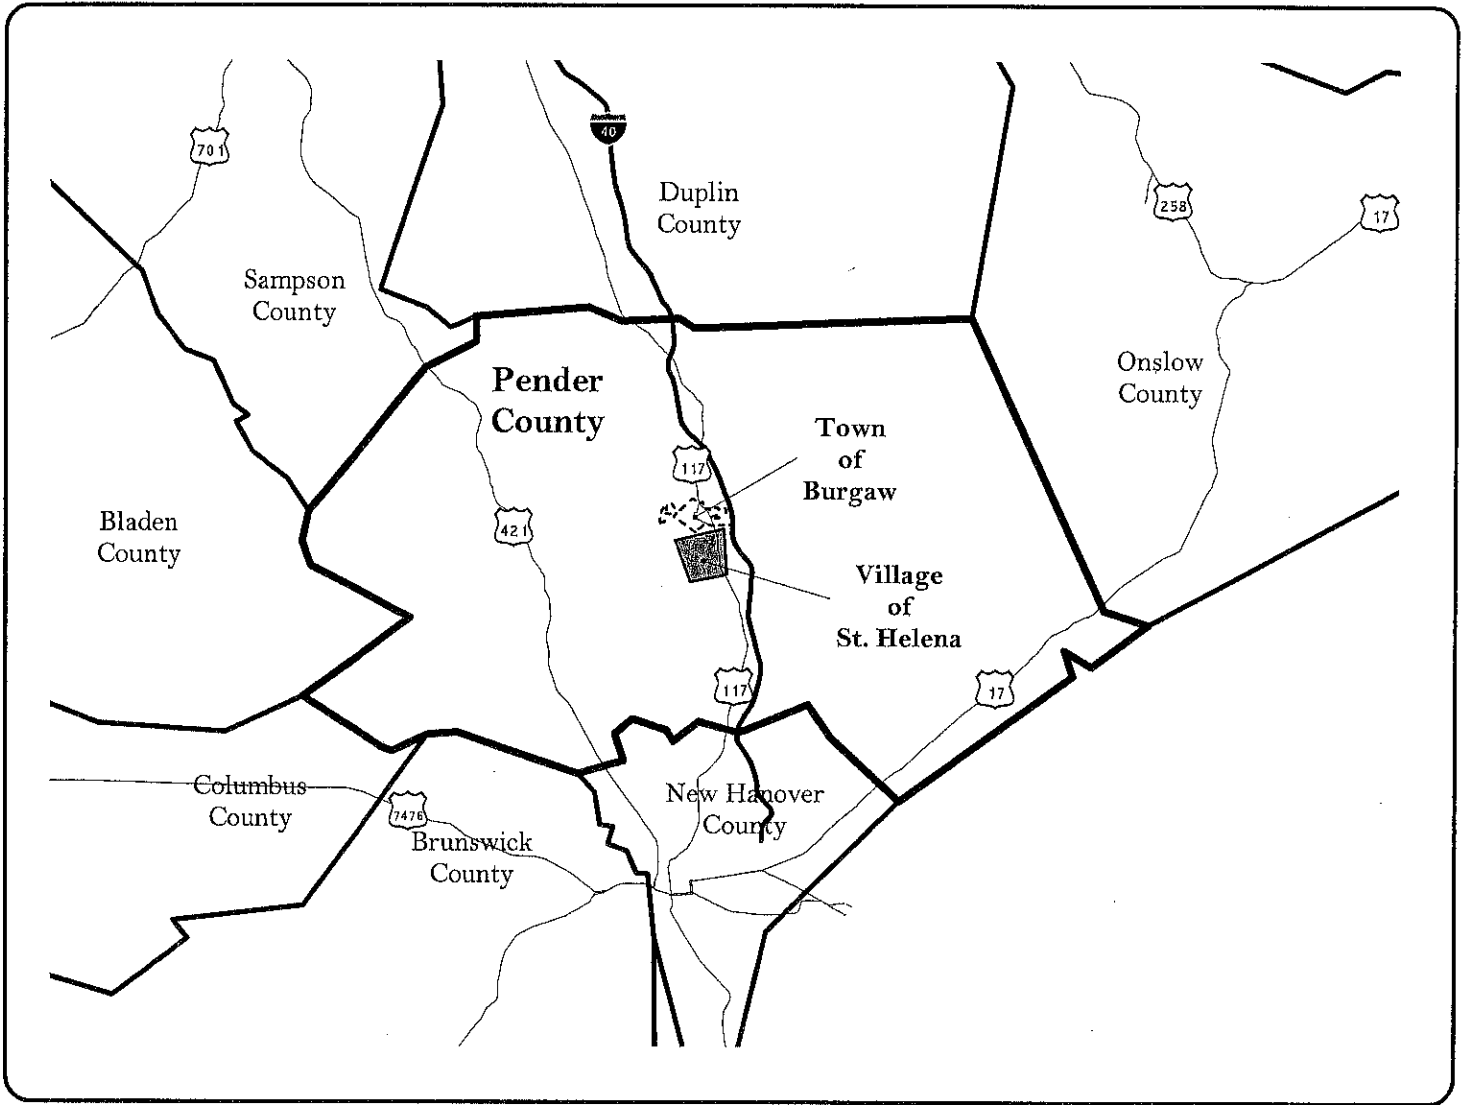 40
701
Duplin
County
258
17
Sampson
County
Onslow
County
Pender
County
Town
of
Burgaw
117
421
Bladen
County
Village
of
St. Helena
117
17
Columbus
County
7476
New Hanover
County
Brunswick
County